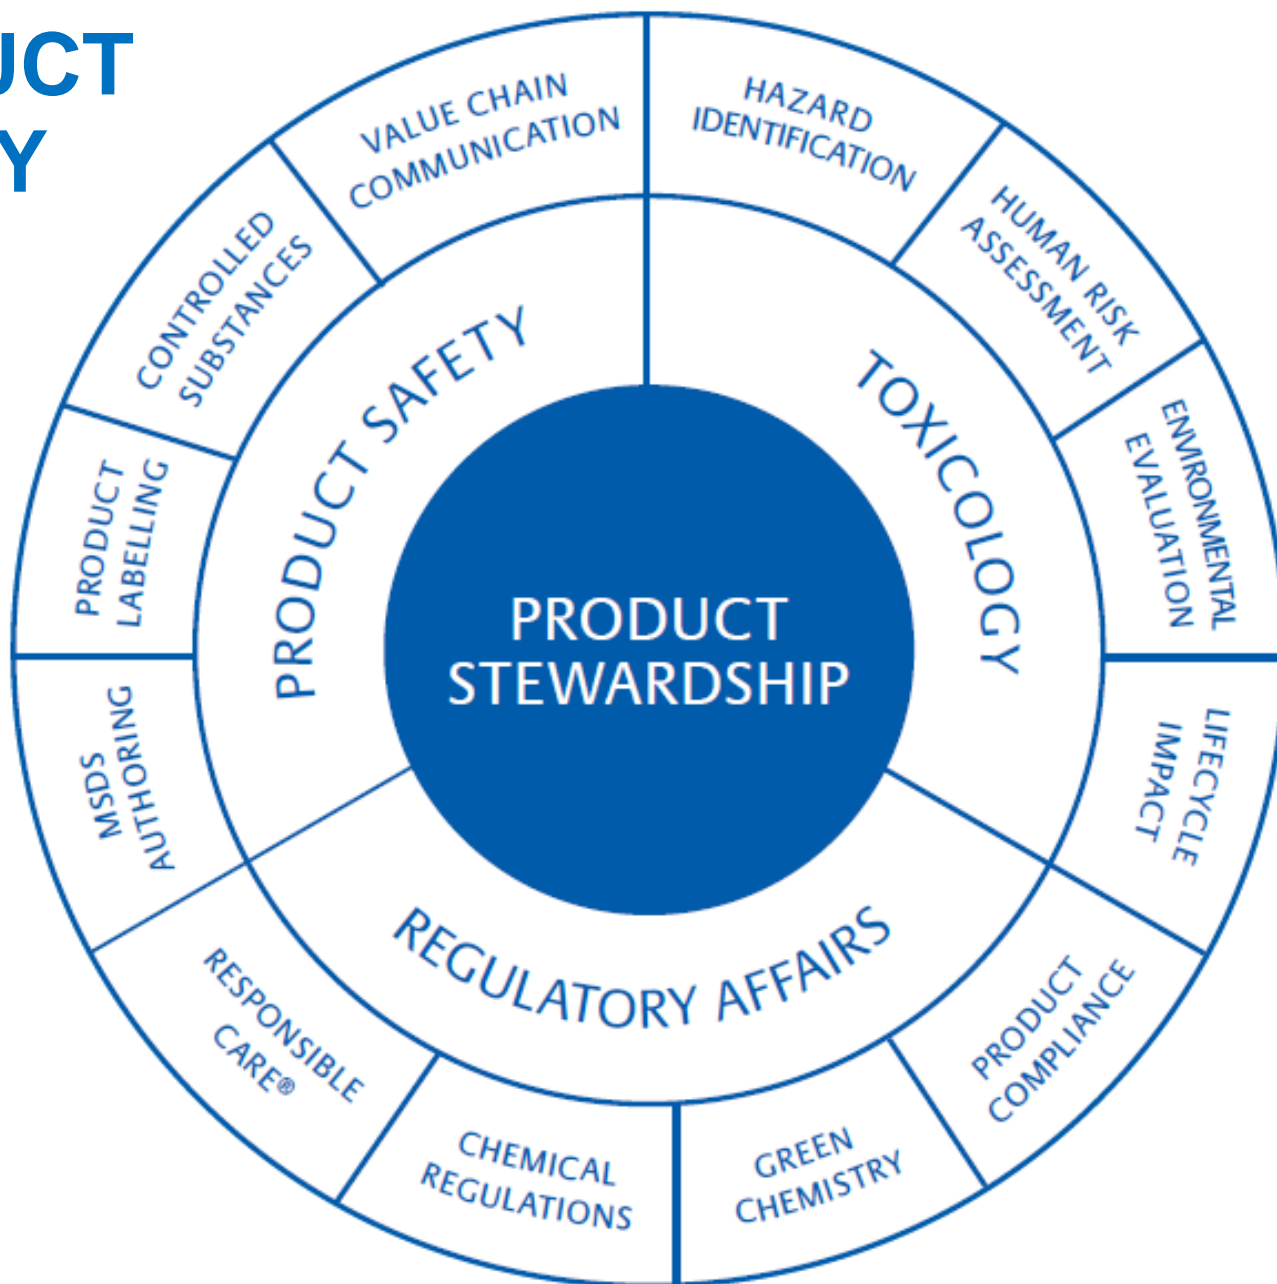 UCT
Y
VALUE CHAIN
COMMUNICATION
HAZARD
IDENTIFICATION
HUMAN RISK
ASSESSMENT
ENVIRONMENTAL
EVALUATION
LIFECYCLE
IMPACT
PRODUCT
COMPLIANCE
GREEN
CHEMISTRY
CHEMICAL
REGULATIONS
RESPONSIBLE
CARE®
MSDS
AUTHORING
PRODUCT
LABELLING
CONTROLLED
SUBSTANCES
PRODUCT SAFETY
TOXICOLOGY
REGULATORY AFFAIRS
PRODUCT
STEWARDSHIP